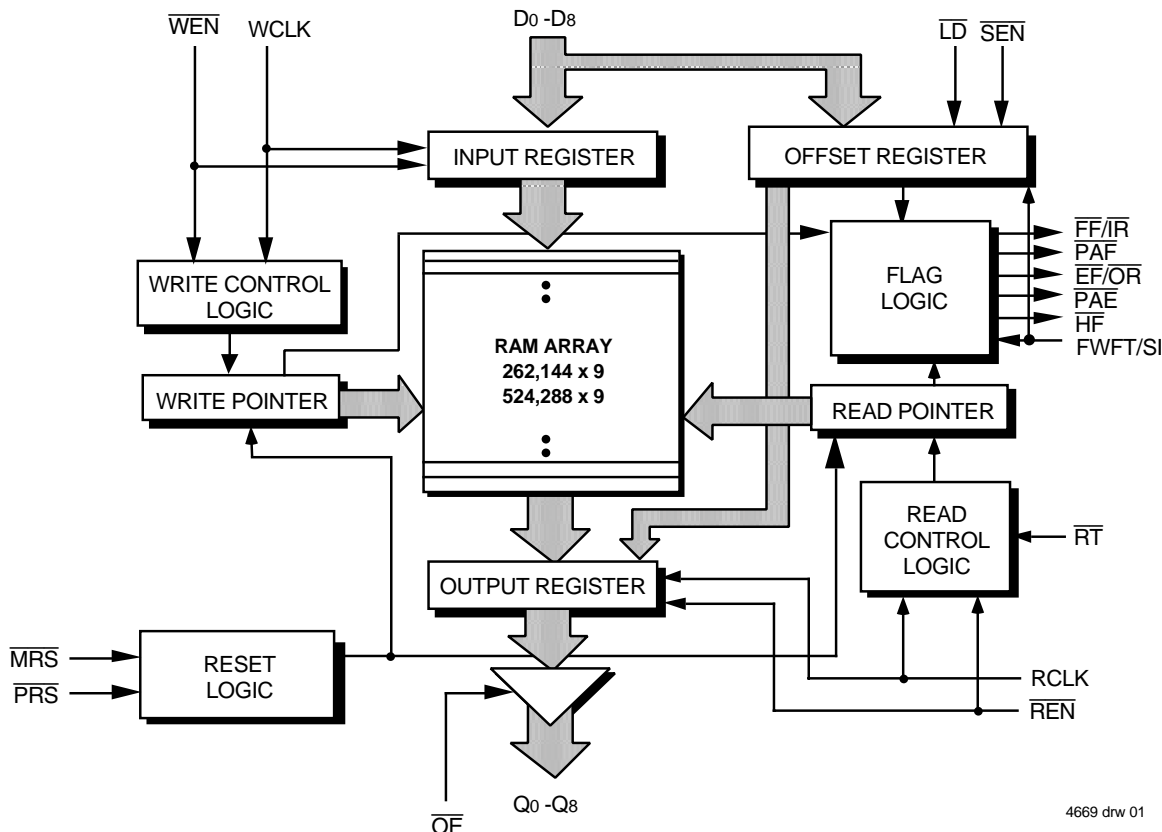 WEN
WCLK
D0 -D8
LD
SEN
INPUT REGISTER
OFFSET REGISTER
WRITE CONTROL
LOGIC
WRITE POINTER
RAM ARRAY
262,144 x 9
524,288 x 9
FLAG
LOGIC
FF/IR
PAF
EF/OR
PAE
HF
FWFT/SI
READ POINTER
READ
CONTROL
LOGIC
RT
OUTPUT REGISTER
MRS
PRS
RESET
LOGIC
RCLK
REN
OE
Q0 -Q8
4669 drw 01